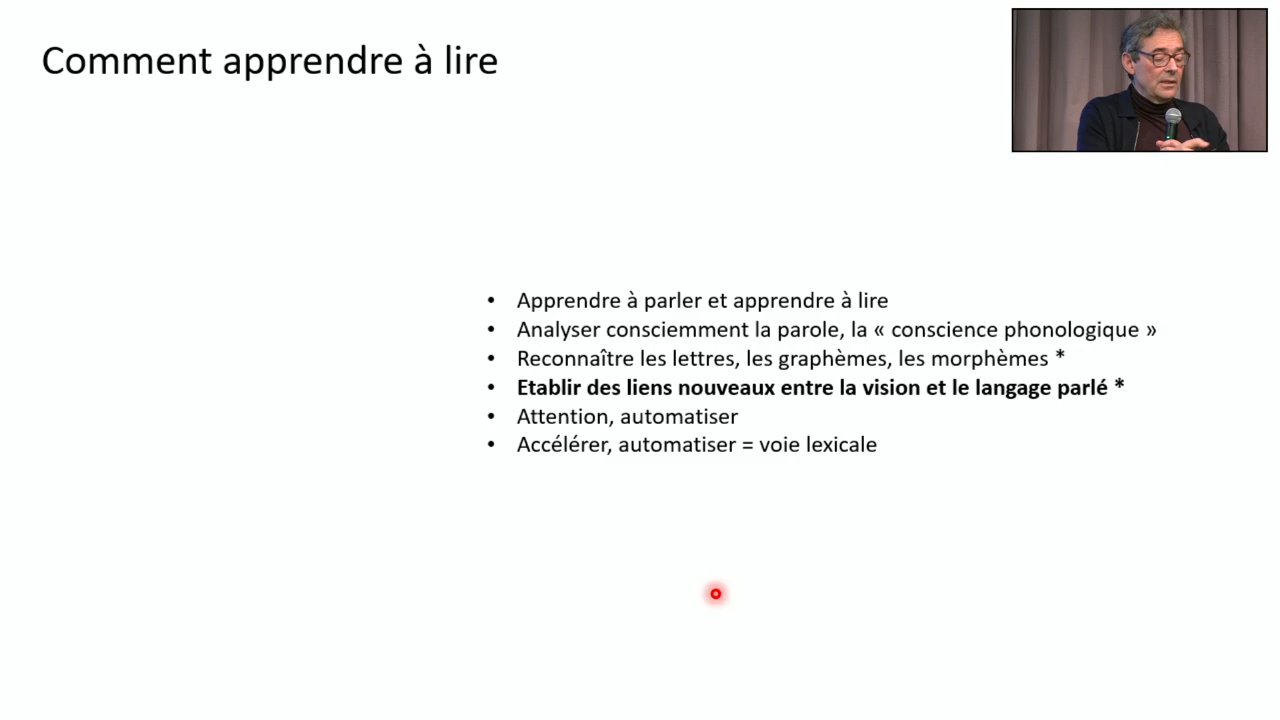 Comment apprendre à lire
• Apprendre à parler et apprendre à lire
• Analyser consciemment la parole, la « conscience phonologique »
• Reconnaître les lettres, les graphèmes, les morphèmes *
• Etablir des liens nouveaux entre la vision et le langage parlé *
• Attention, automatiser
• Accélérer, automatiser = voie lexicale